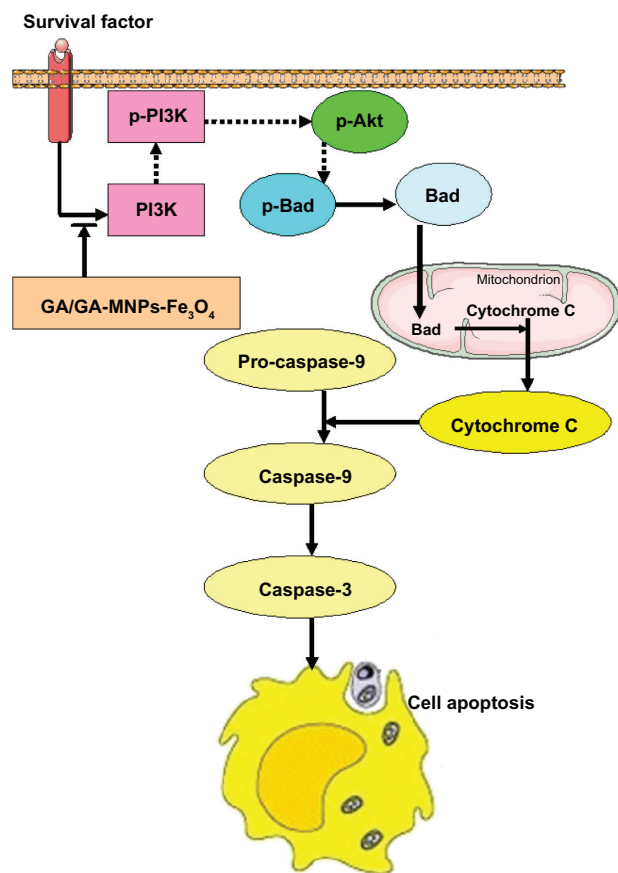 Survival factor
p-PI3K
p-Akt
PI3K
p-Bad
Bad
GA/GA-MNPs-Fe₃O₄
Mitochondrion
Cytochrome C
Bad
Pro-caspase-9
Cytochrome C
Caspase-9
Caspase-3
Cell apoptosis